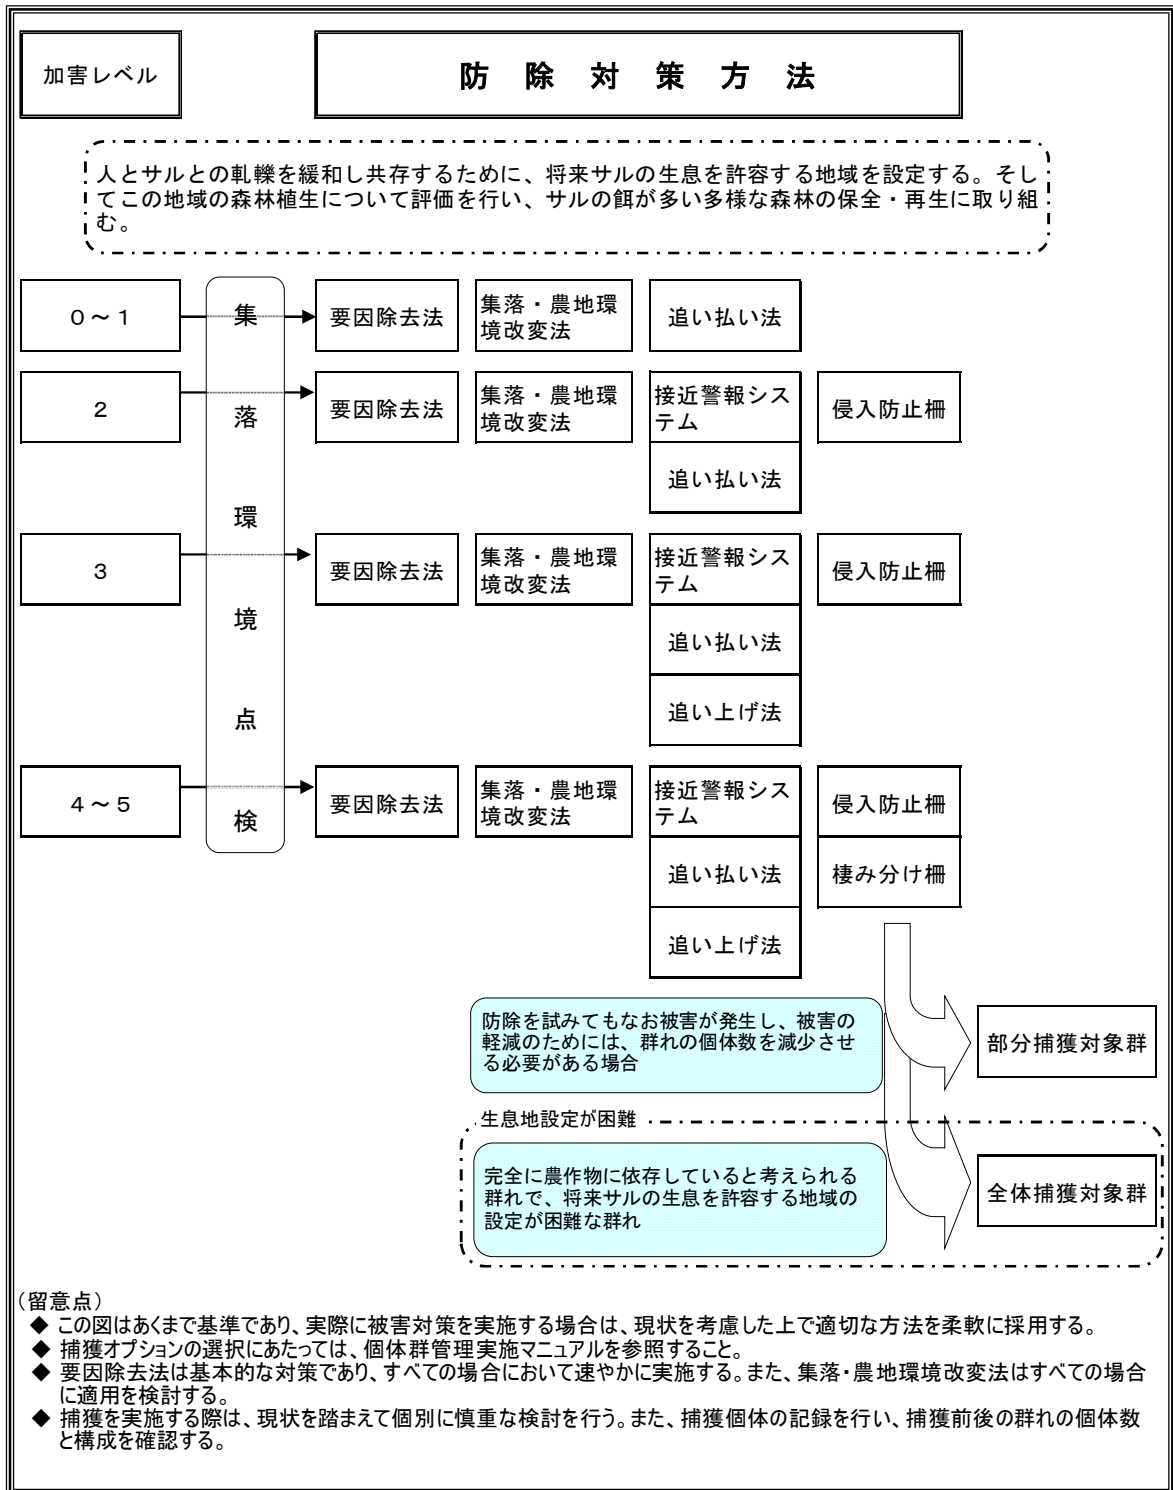 加害レベル
防除対策方法
人とサルとの軋轢を緩和し共存するために、将来サルの生息を許容する地域を設定する。そし
てこの地域の森林植生について評価を行い、サルの餌が多い多様な森林の保全・再生に取り組
む。
集落環境点検
０～１
要因除去法
集落・農地環
境改変法
追い払い法
２
要因除去法
集落・農地環
境改変法
接近警報シス
テム
侵入防止柵
追い払い法
３
要因除去法
集落・農地環
境改変法
接近警報シス
テム
侵入防止柵
追い払い法
追い上げ法
４～５
要因除去法
集落・農地環
境改変法
接近警報シス
テム
侵入防止柵
追い払い法
棲み分け柵
追い上げ法
防除を試みてもなお被害が発生し、被害の
軽減のためには、群れの個体数を減少させ
る必要がある場合
部分捕獲対象群
生息地設定が困難
完全に農作物に依存していると考えられる
群れで、将来サルの生息を許容する地域の
設定が困難な群れ
全体捕獲対象群
（留意点）
◆ この図はあくまで基準であり、実際に被害対策を実施する場合は、現状を考慮した上で適切な方法を柔軟に採用する。
◆ 捕獲オプションの選択にあたっては、個体群管理実施マニュアルを参照すること。
◆ 要因除去法は基本的な対策であり、すべての場合において速やかに実施する。また、集落・農地環境改変法はすべての場合
に適用を検討する。
◆ 捕獲を実施する際は、現状を踏まえて個別に慎重な検討を行う。また、捕獲個体の記録を行い、捕獲前後の群れの個体数
と構成を確認する。